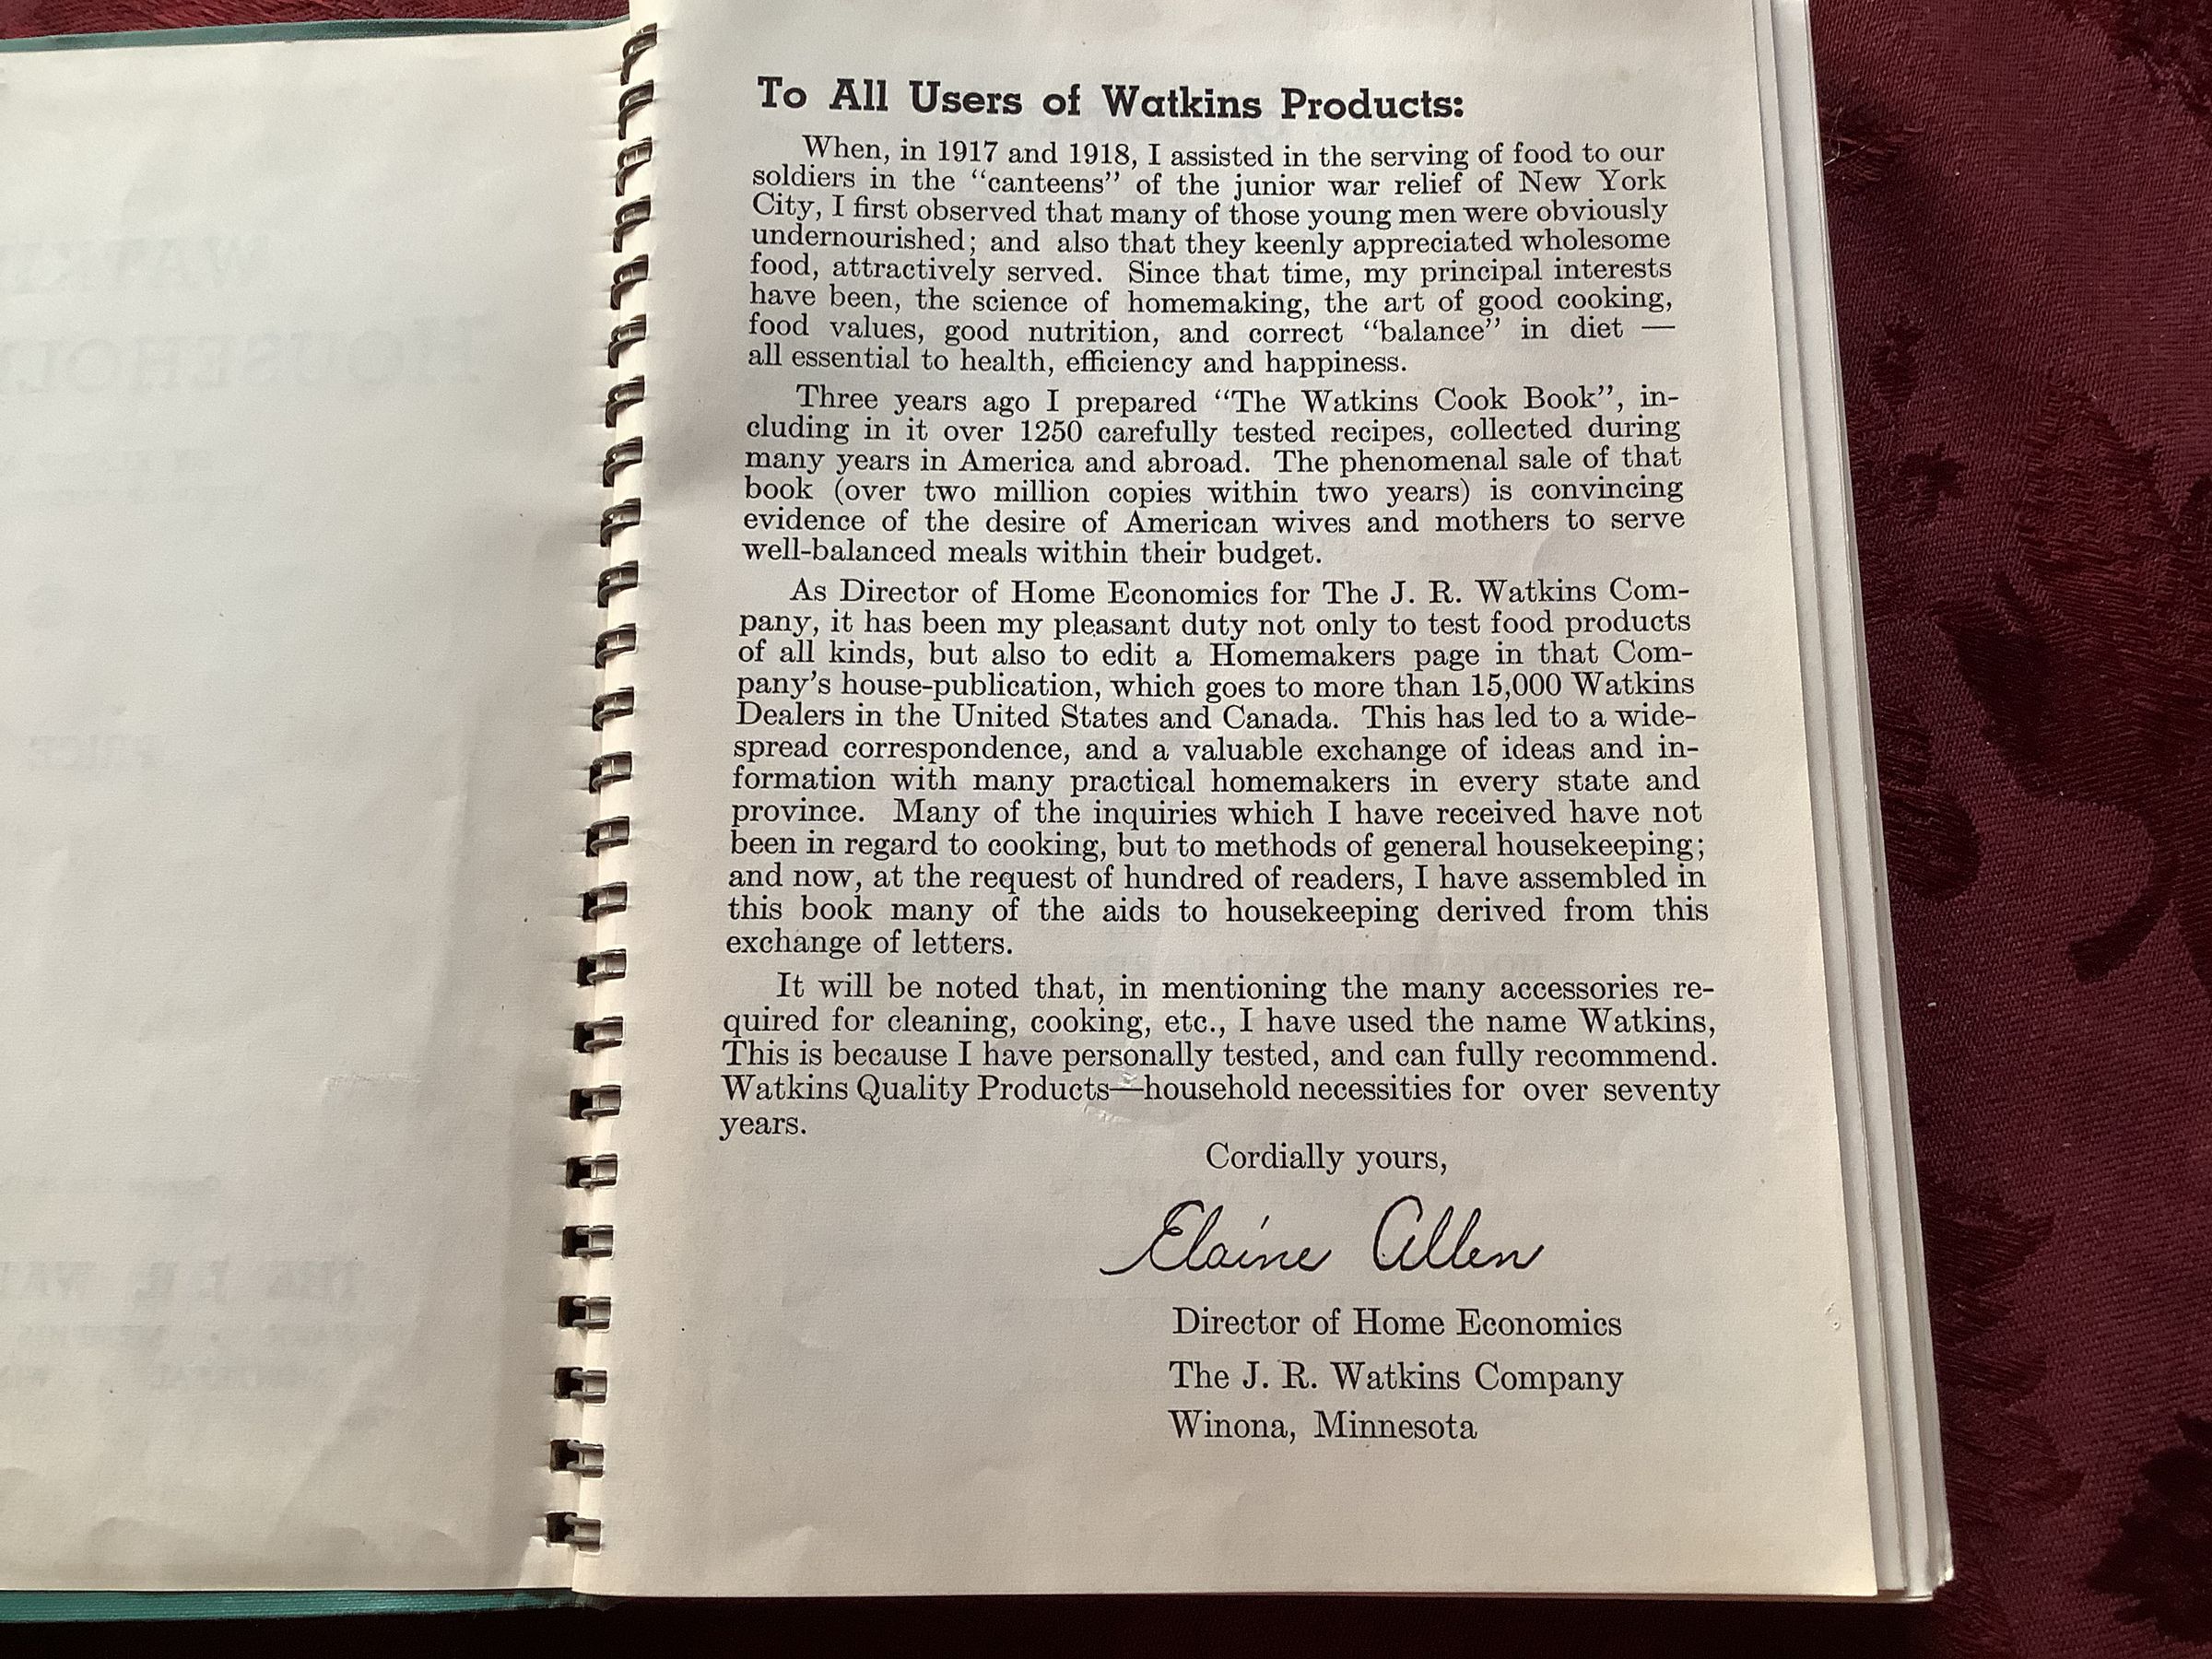 To All Users of Watkins Products:
When, in 1917 and 1918, I assisted in the serving of food to our
soldiers in the “canteens” of the junior war relief of New York
City, I first observed that many of those young men were obviously
undernourished; and also that they keenly appreciated wholesome
food, attractively served. Since that time, my principal interests
have been, the science of homemaking, the art of good cooking,
food values, good nutrition, and correct “balance” in diet —
all essential to health, efficiency and happiness.
Three years ago I prepared “The Watkins Cook Book”, in-
cluding in it over 1250 carefully tested recipes, collected during
many years in America and abroad. The phenomenal sale of that
book (over two million copies within two years) is convincing
evidence of the desire of American wives and mothers to serve
well-balanced meals within their budget.
As Director of Home Economics for The J. R. Watkins Com-
pany, it has been my pleasant duty not only to test food products
of all kinds, but also to edit a Homemakers page in that Com-
pany’s house-publication, which goes to more than 15,000 Watkins
Dealers in the United States and Canada. This has led to a wide-
spread correspondence, and a valuable exchange of ideas and in-
formation with many practical homemakers in every state and
province. Many of the inquiries which I have received have not
been in regard to cooking, but to methods of general housekeeping;
and now, at the request of hundred of readers, I have assembled in
this book many of the aids to housekeeping derived from this
exchange of letters.
It will be noted that, in mentioning the many accessories re-
quired for cleaning, cooking, etc., I have used the name Watkins,
This is because I have personally tested, and can fully recommend.
Watkins Quality Products—household necessities for over seventy
years.
Cordially yours,
Elaine Allen
Director of Home Economics
The J. R. Watkins Company
Winona, Minnesota